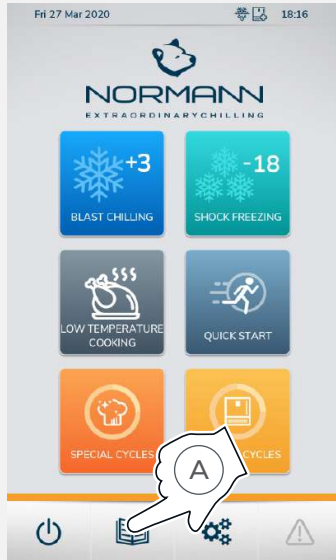 Fri 27 Mar 2020 18:16
NORMANN
EXTRAORDINARYCHILLING
+3
-18
BLAST CHILLING
SHOCK FREEZING
LOW TEMPERATURE
COOKING
QUICK START
SPECIAL CYCLES
CYCLES
A